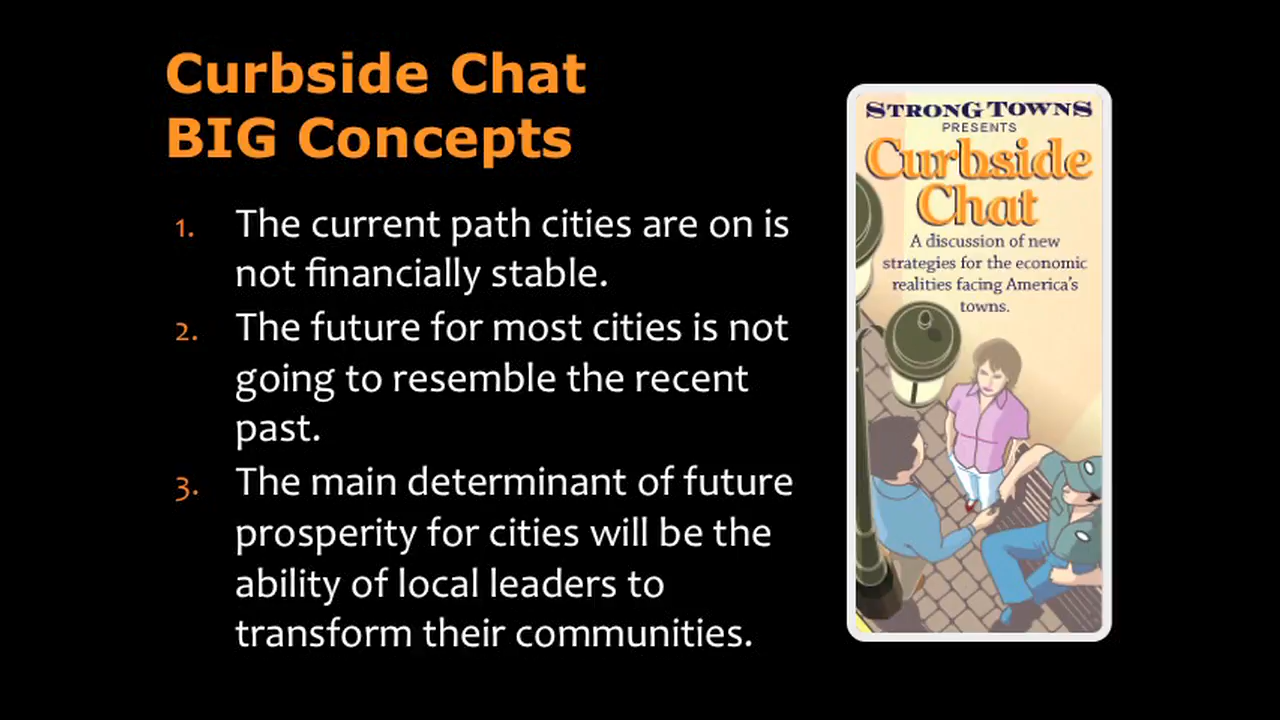 Curbside Chat
BIG Concepts
1. The current path cities are on is
not financially stable.
2. The future for most cities is not
going to resemble the recent
past.
3. The main determinant of future
prosperity for cities will be the
ability of local leaders to
transform their communities.
STRONG TOWNS
PRESENTS
Curbside
Chat
A discussion of new
strategies for the economic
realities facing America's
towns.